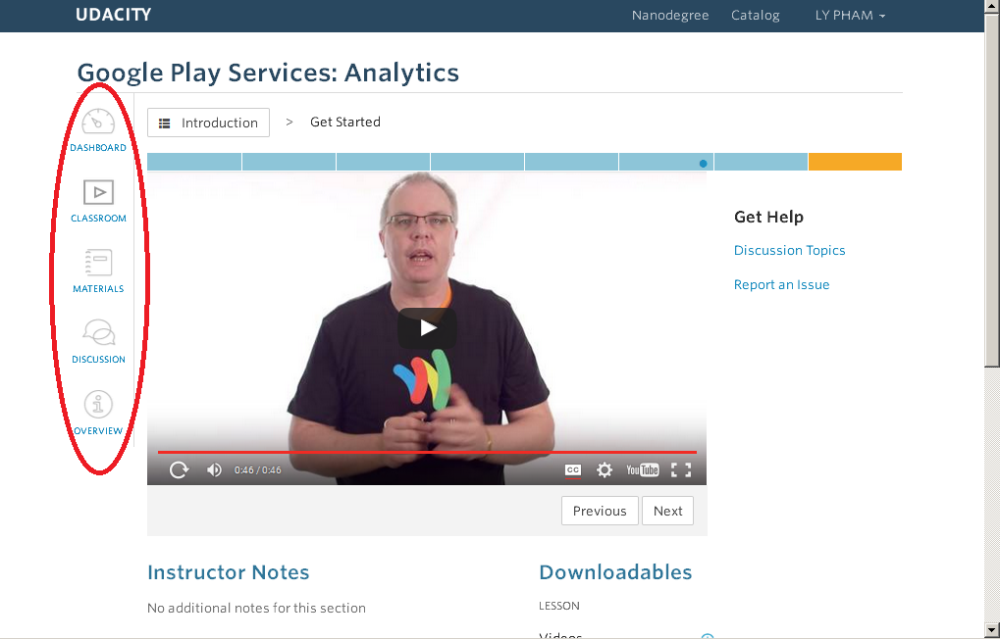 UDACITY
Nanodegree Catalog LY PHAM
Google Play Services: Analytics
DASHBOARD
CLASSROOM
MATERIALS
DISCUSSION
OVERVIEW
Introduction > Get Started
0:46 / 0:46
CC
YouTube
Previous Next
Get Help
Discussion Topics
Report an Issue
Instructor Notes
No additional notes for this section
Downloadables
LESSON
Videos